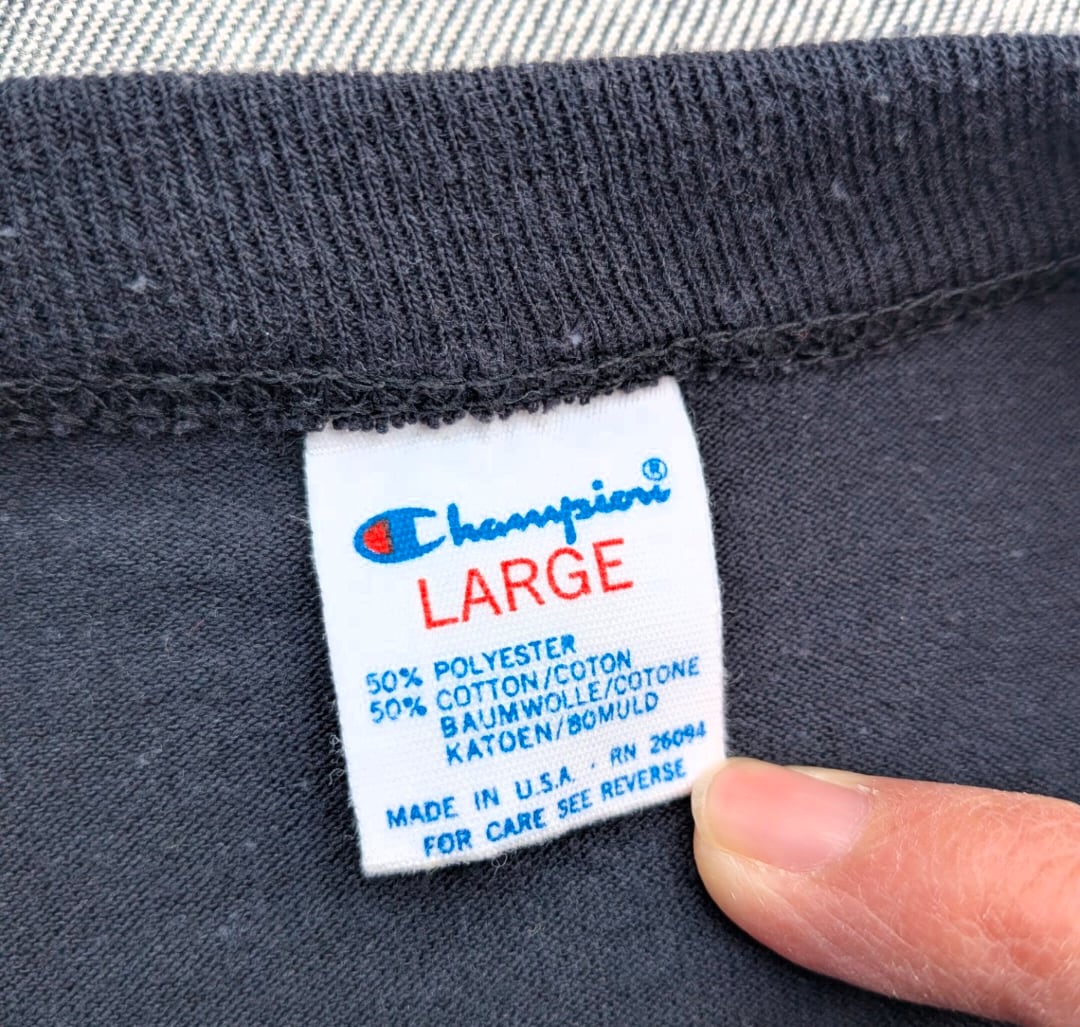 Champion®
LARGE
50% POLYESTER
50% COTTON/COTON
BAUMWOLLE/COTONE
KATOEN/BOMULD
MADE IN U.S.A. · RN 26094
FOR CARE SEE REVERSE